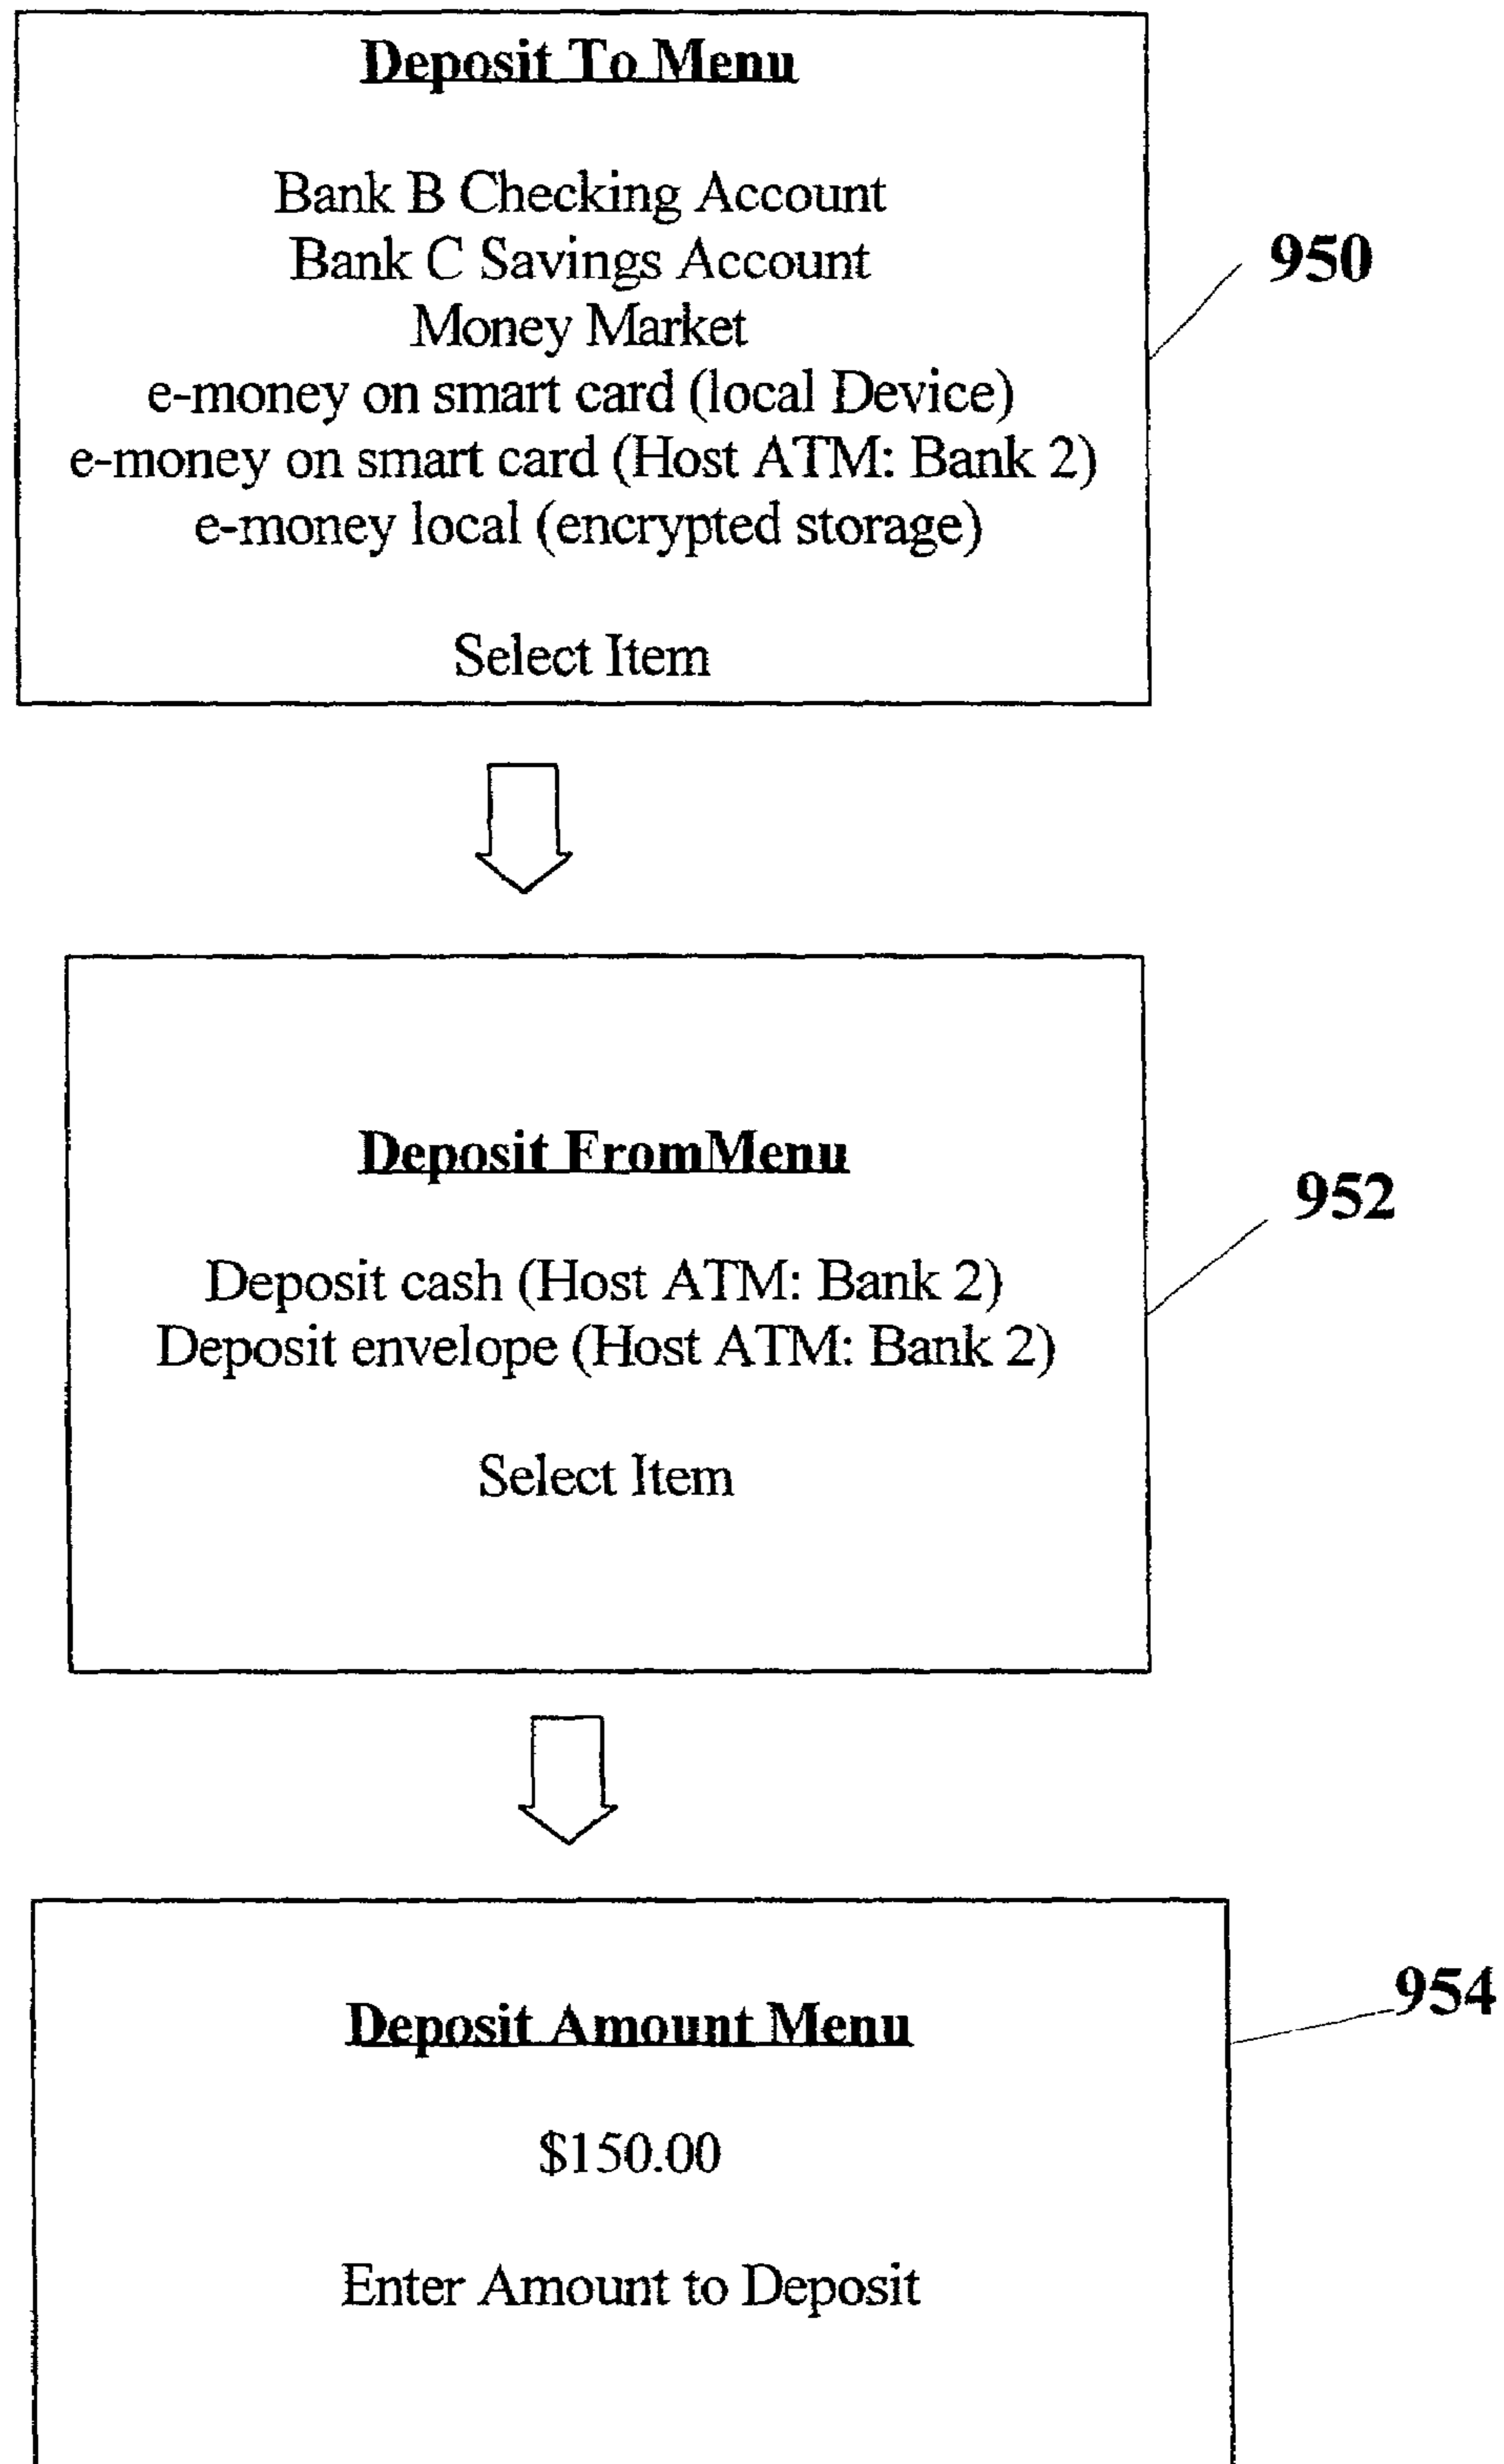 Deposit To Menu
Bank B Checking Account
Bank C Savings Account
Money Market
e-money on smart card (local Device)
e-money on smart card (Host ATM: Bank 2)
e-money local (encrypted storage)
Select Item
950
Deposit FromMenu
Deposit cash (Host ATM: Bank 2)
Deposit envelope (Host ATM: Bank 2)
Select Item
952
Deposit Amount Menu
$150.00
Enter Amount to Deposit
954